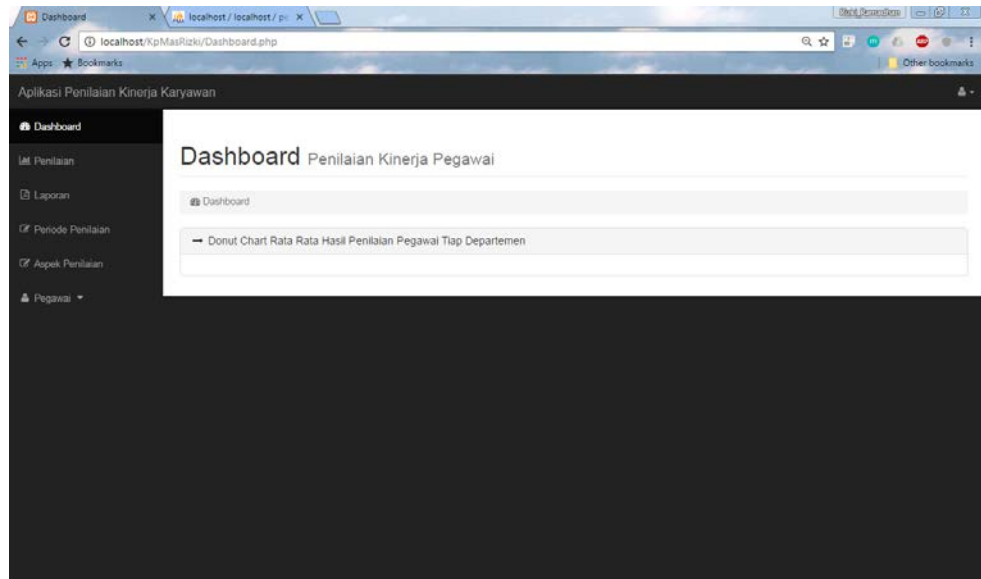 Dashboard
localhost / localhost / pe
localhost/KpMasRizki/Dashboard.php
Apps Bookmarks Other bookmarks
Aplikasi Penilaian Kinerja Karyawan
Dashboard
Penilaian
Laporan
Periode Penilaian
Aspek Penilaian
Pegawai
Dashboard Penilaian Kinerja Pegawai
Dashboard
Donut Chart Rata Rata Hasil Penilaian Pegawai Tiap Departemen